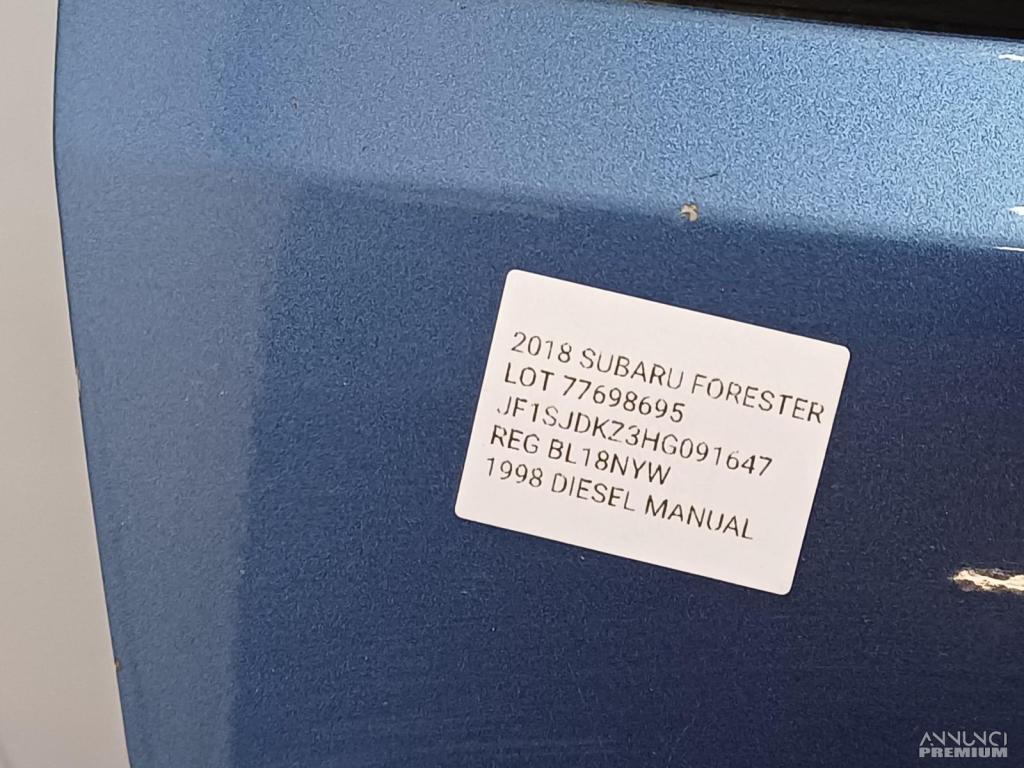 2018 SUBARU FORESTER
LOT 77698695
JF1SJDKZ3HG091647
REG BL18NYW
1998 DIESEL MANUAL
ANNUNCI
PREMIUM